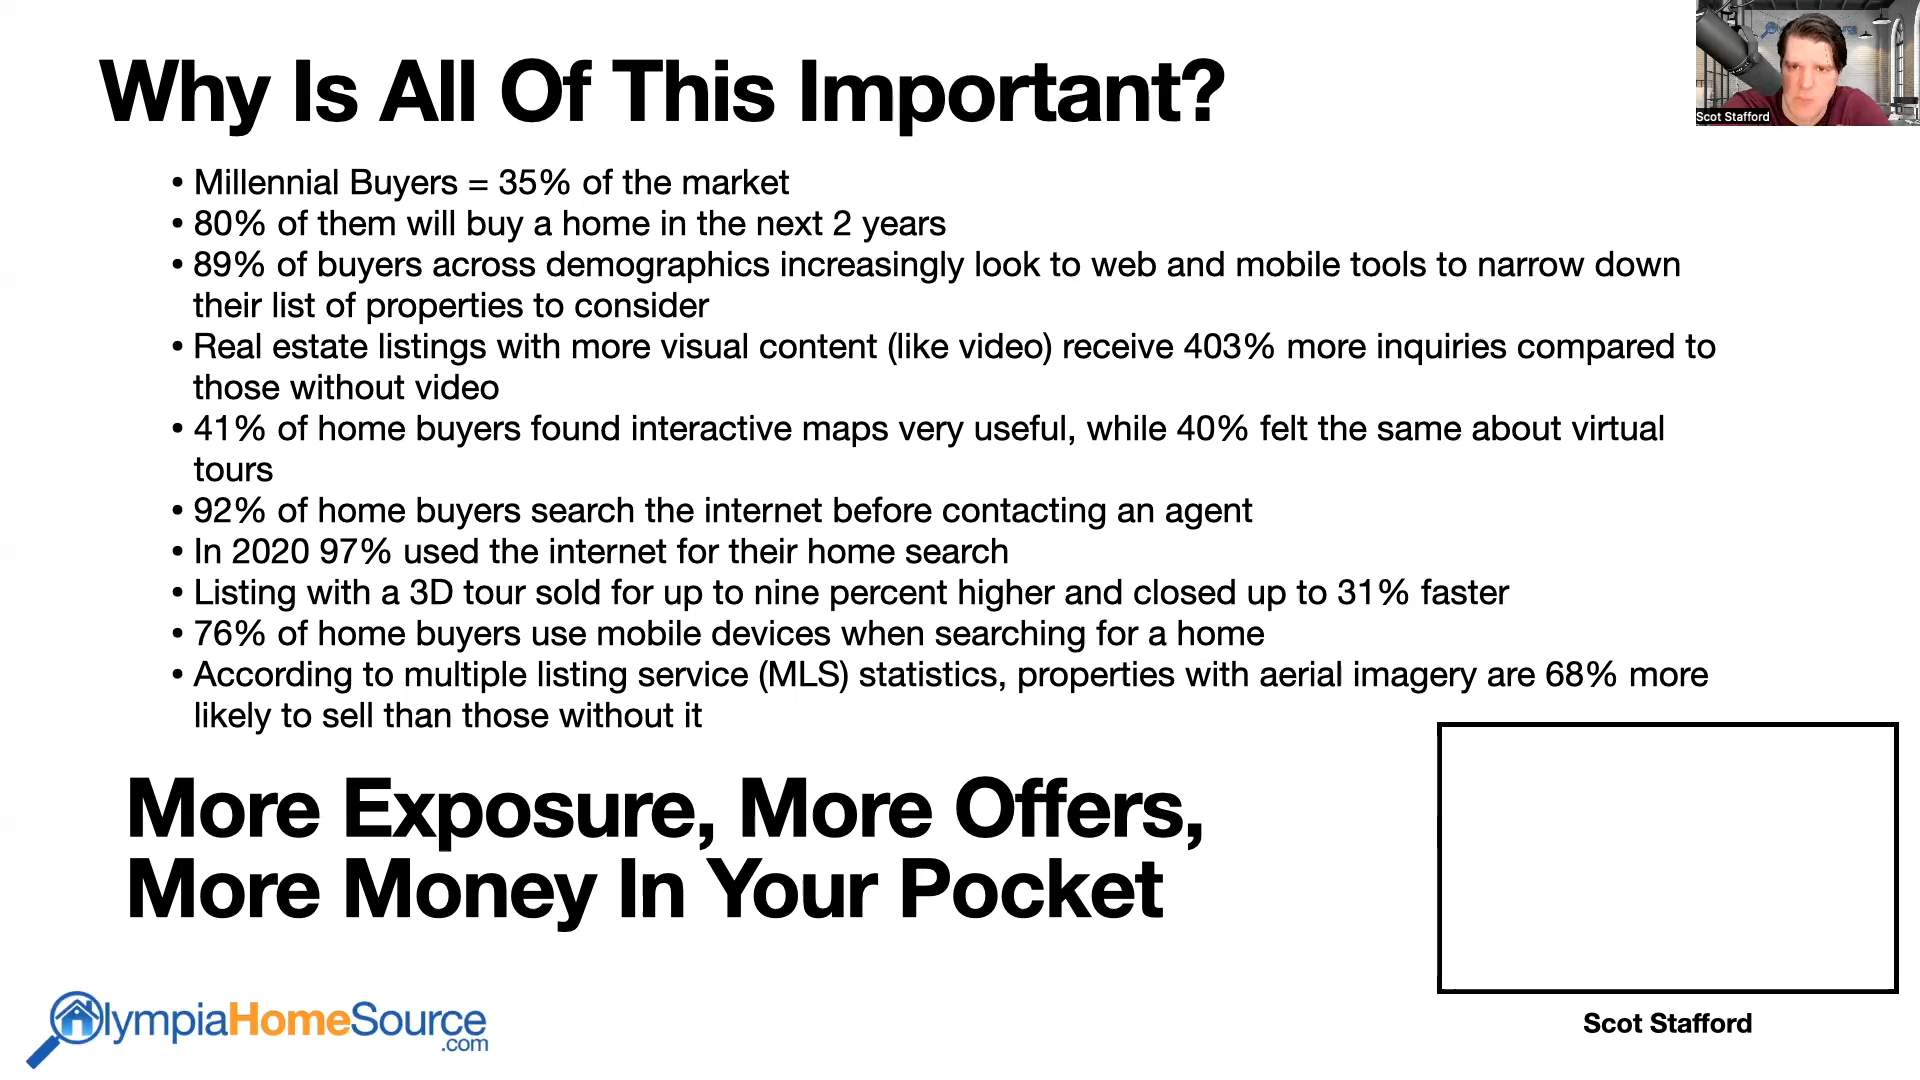 Why Is All Of This Important?
Scot Stafford
• Millennial Buyers = 35% of the market
• 80% of them will buy a home in the next 2 years
• 89% of buyers across demographics increasingly look to web and mobile tools to narrow down
their list of properties to consider
• Real estate listings with more visual content (like video) receive 403% more inquiries compared to
those without video
• 41% of home buyers found interactive maps very useful, while 40% felt the same about virtual
tours
• 92% of home buyers search the internet before contacting an agent
• In 2020 97% used the internet for their home search
• Listing with a 3D tour sold for up to nine percent higher and closed up to 31% faster
• 76% of home buyers use mobile devices when searching for a home
• According to multiple listing service (MLS) statistics, properties with aerial imagery are 68% more
likely to sell than those without it
More Exposure, More Offers,
More Money In Your Pocket
OlympiaHomeSource
.com
Scot Stafford